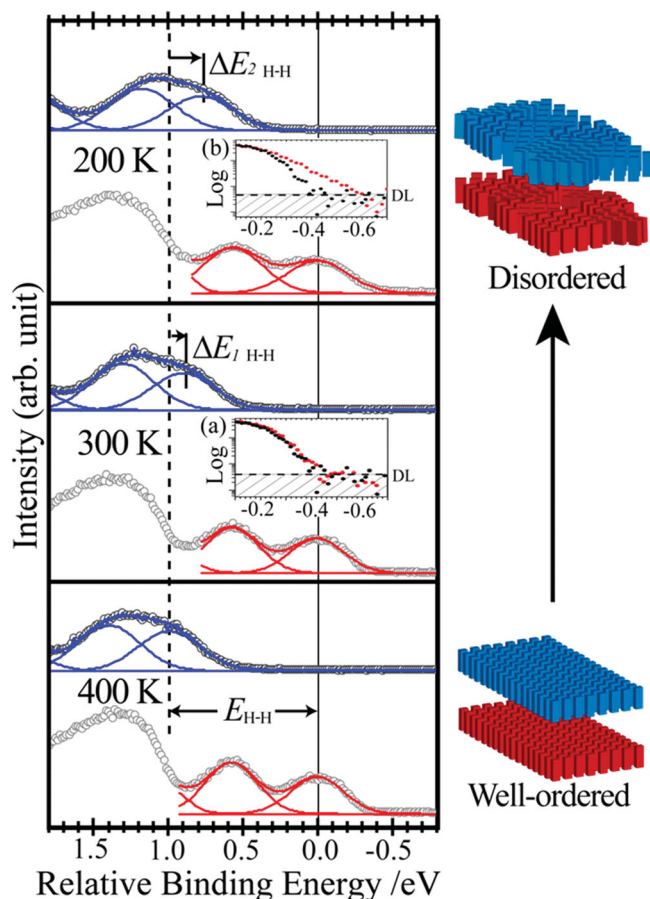 ΔE2 H-H
200 K
(b)
Log
DL
-0.2 -0.4 -0.6
Disordered
ΔE1 H-H
300 K
(a)
Log
DL
-0.2 -0.4 -0.6
400 K
EH-H
Well-ordered
Intensity (arb. unit)
1.5 1.0 0.5 0.0 -0.5
Relative Binding Energy /eV